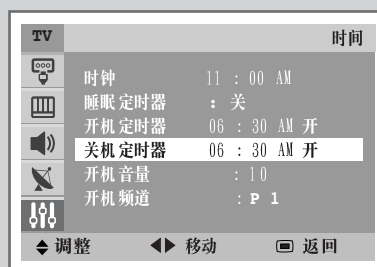 TV 时间
时钟 11 : 00 AM
睡眠定时器 : 关
开机定时器 06 : 30 AM 开
关机定时器 06 : 30 AM 开
开机音量 : 10
开机频道 : P 1
调整 移动 返回